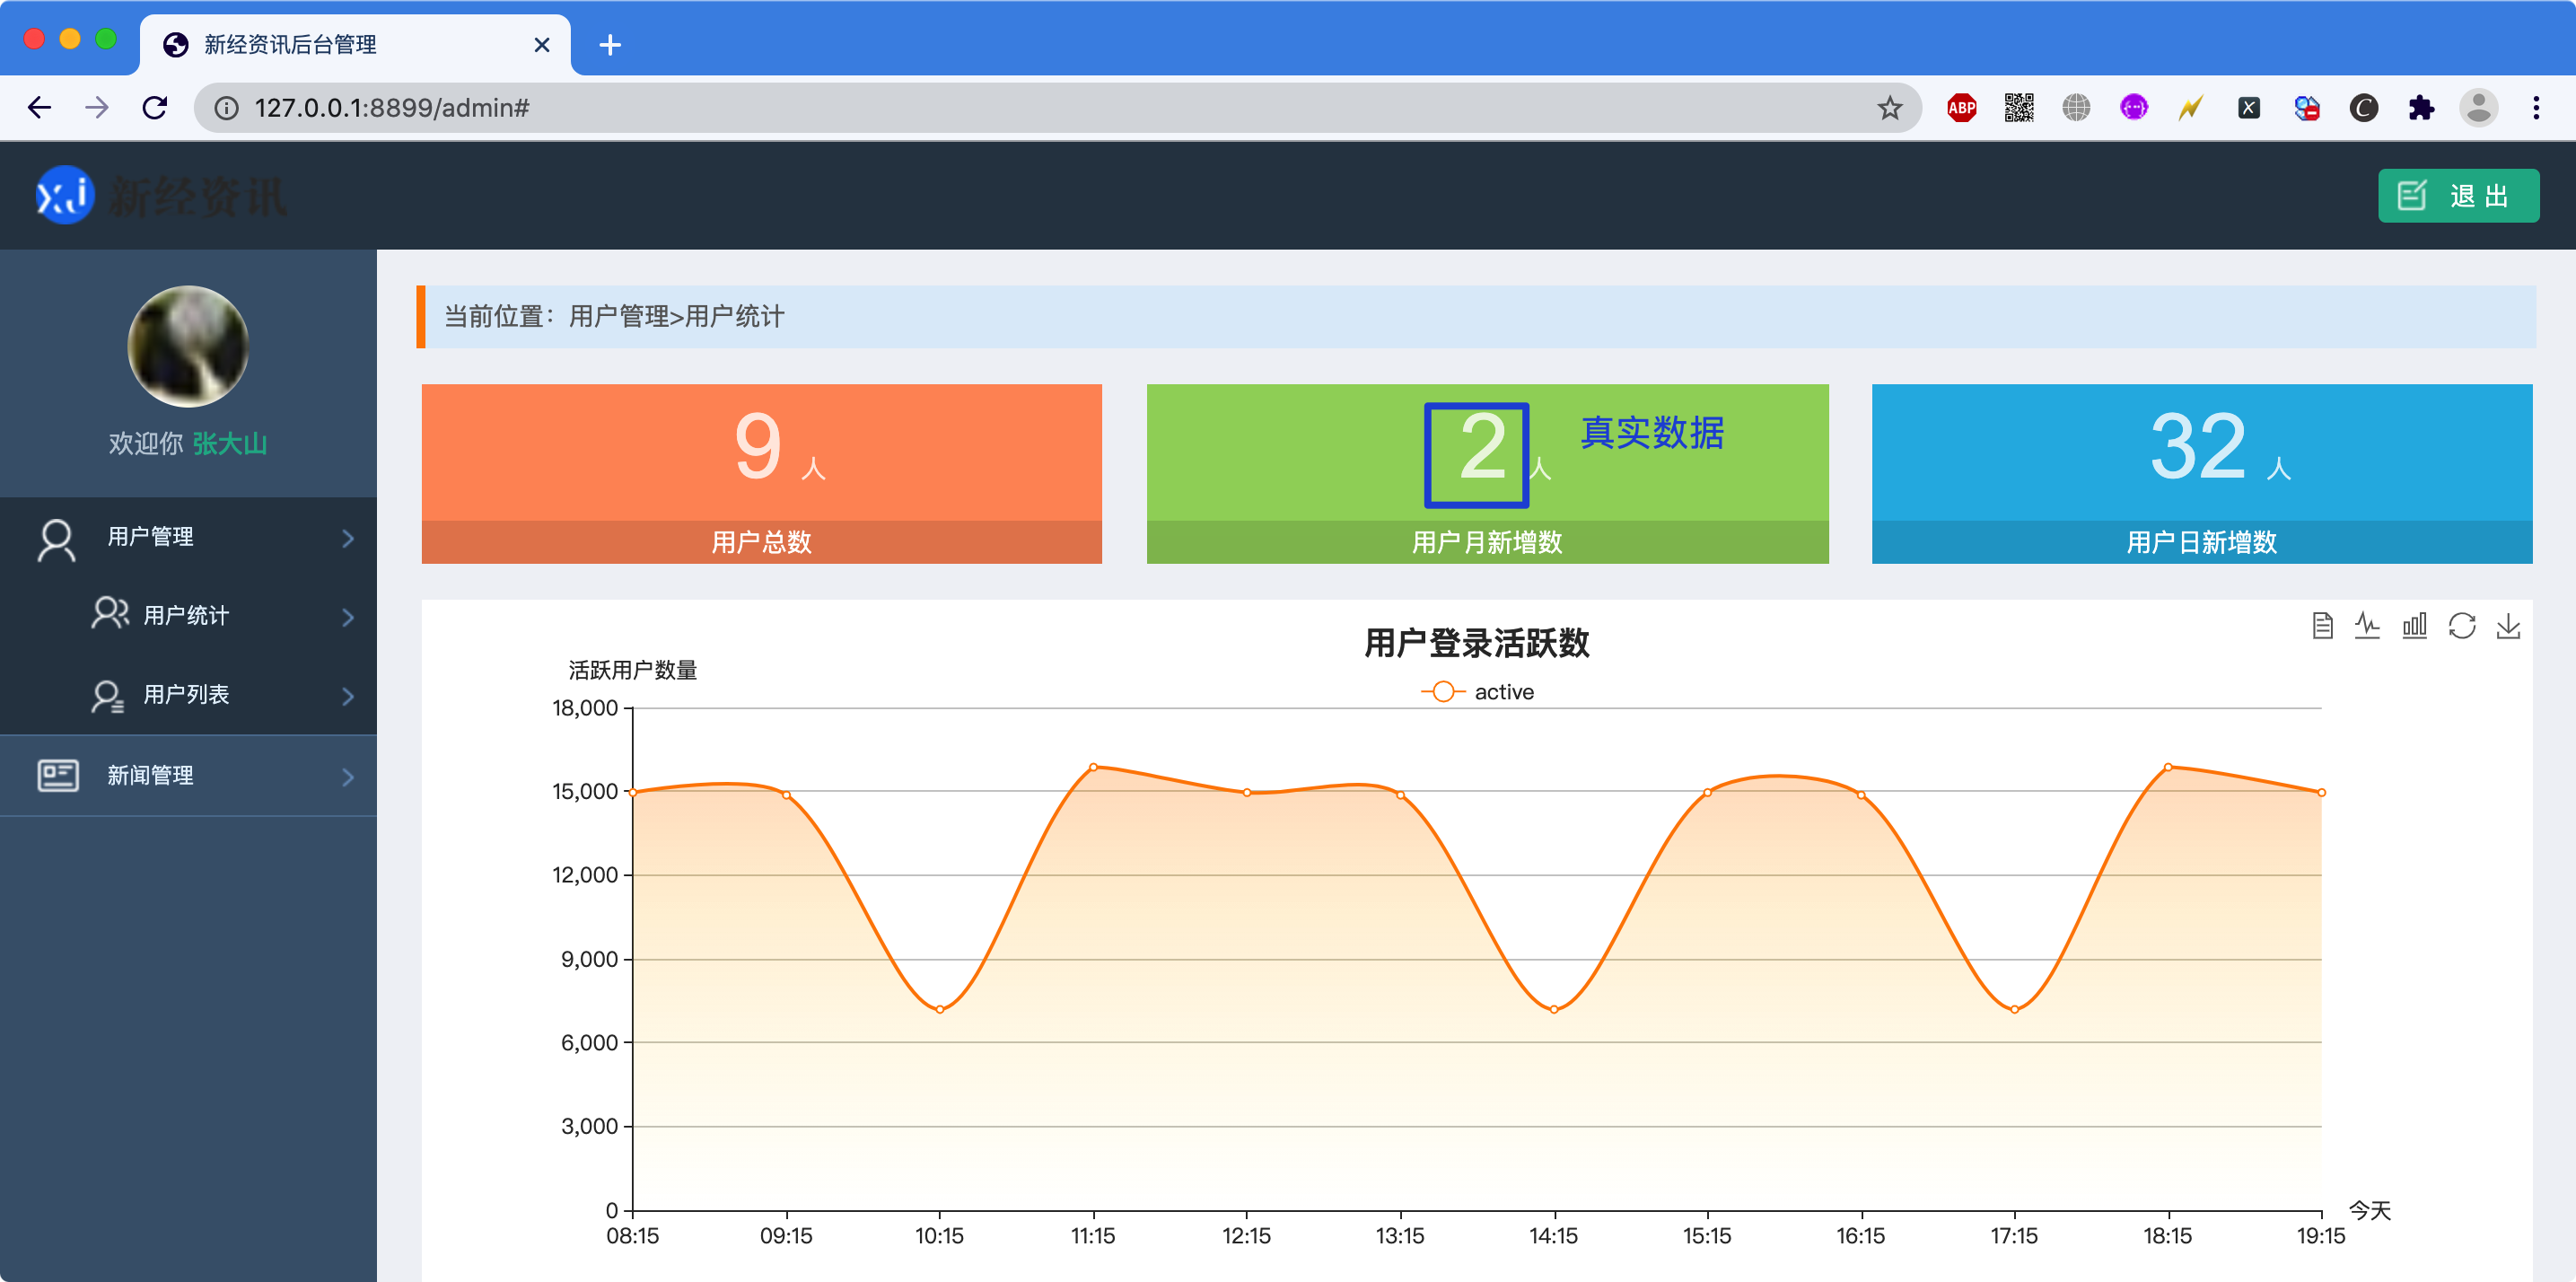 新经资讯后台管理
127.0.0.1:8899/admin#
ABP
X
C
xJ 新经资讯
退 出
欢迎你 张大山
用户管理
用户统计
用户列表
新闻管理
当前位置：用户管理>用户统计
9 人
用户总数
2 人 真实数据
用户月新增数
32 人
用户日新增数
用户登录活跃数
活跃用户数量
active
18,000
15,000
12,000
9,000
6,000
3,000
0
今天
08:15 09:15 10:15 11:15 12:15 13:15 14:15 15:15 16:15 17:15 18:15 19:15